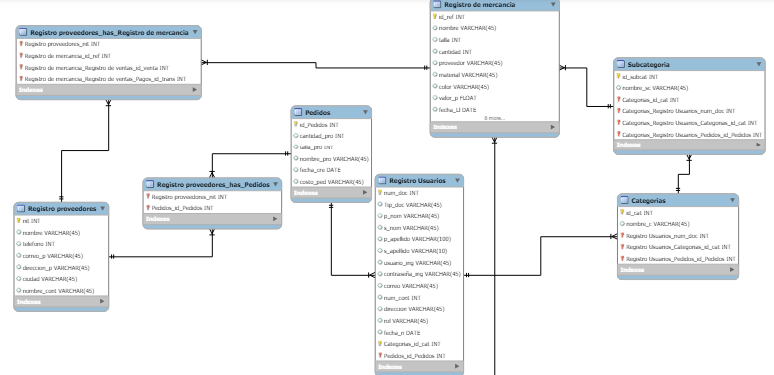 Registro proveedores_has_Registro de mercancia
Registro proveedores_nit INT
Registro de mercancia_id_ref INT
Registro de mercancia_Registro de ventas_id_venta INT
Registro de mercancia_Registro de ventas_Pagos_id_trans INT
Indexes
Registro de mercancia
id_ref INT
nombre VARCHAR(45)
talla INT
cantidad INT
proveedor VARCHAR(45)
material VARCHAR(45)
color VARCHAR(45)
valor_p FLOAT
fecha_LI DATE
8 more...
Indexes
Subcategoria
id_subcat INT
nombre_sc VARCHAR(45)
Categorias_id_cat INT
Categorias_Registro Usuarios_num_doc INT
Categorias_Registro Usuarios_Categorias_id_cat INT
Categorias_Registro Usuarios_Pedidos_id_Pedidos INT
Indexes
Pedidos
id_Pedidos INT
cantidad_pro INT
talla_pro INT
nombre_pro VARCHAR(45)
fecha_cre DATE
costo_ped VARCHAR(45)
Indexes
Registro proveedores_has_Pedidos
Registro proveedores_nit INT
Pedidos_id_Pedidos INT
Indexes
Registro Usuarios
num_doc INT
Tip_doc VARCHAR(45)
p_nom VARCHAR(45)
s_nom VARCHAR(45)
p_apellido VARCHAR(100)
s_apellido VARCHAR(10)
usuario_ing VARCHAR(45)
contraseña_ing VARCHAR(45)
correo VARCHAR(45)
num_cont INT
direccion VARCHAR(45)
rol VARCHAR(45)
fecha_n DATE
Categorias_id_cat INT
Pedidos_id_Pedidos INT
Indexes
Registro proveedores
nit INT
nombre VARCHAR(45)
telefono INT
correo_p VARCHAR(45)
direccion_p VARCHAR(45)
ciudad VARCHAR(45)
nombre_cont VARCHAR(45)
Indexes
Categorias
id_cat INT
nombre_c VARCHAR(45)
Registro Usuarios_num_doc INT
Registro Usuarios_Categorias_id_cat INT
Registro Usuarios_Pedidos_id_Pedidos INT
Indexes